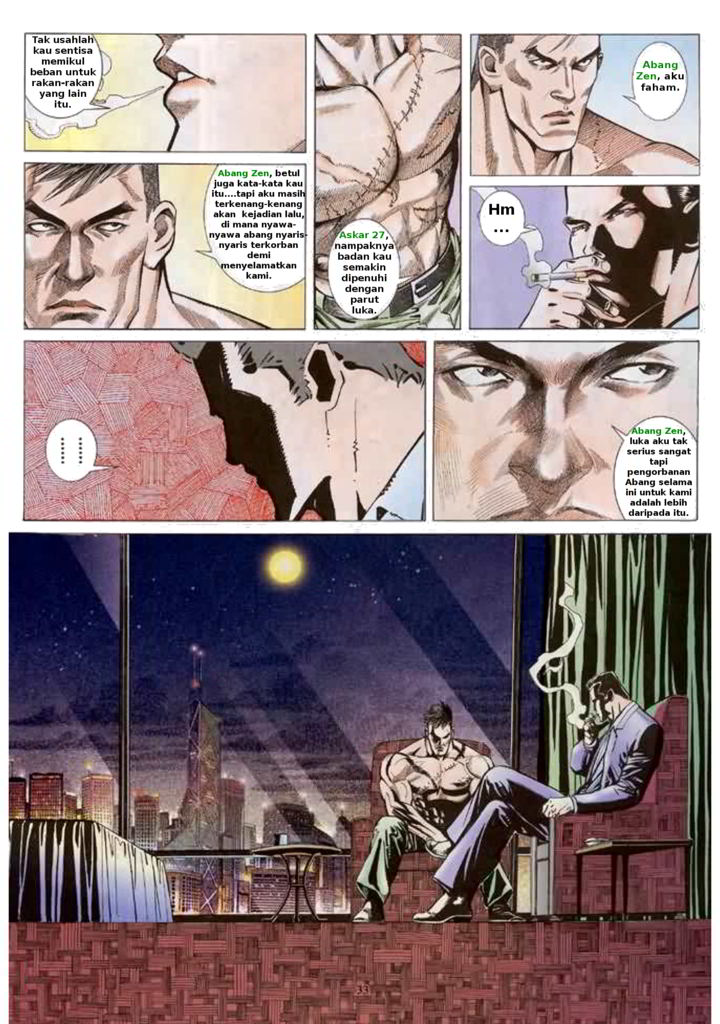 Tak usahlah
kau sentisa
memikul
beban untuk
rakan-rakan
yang lain
itu.
Askar 27,
nampaknya
badan kau
semakin
dipenuhi
dengan
parut
luka.
Abang
Zen, aku
faham.
Abang Zen, betul
juga kata-kata kau
itu....tapi aku masih
terkenang-kenang
akan kejadian lalu,
di mana nyawa-
nyawa abang nyaris-
nyaris terkorban
demi
menyelamatkan
kami.
Hm
...
Abang Zen,
luka aku tak
serius sangat
tapi
pengorbanan
Abang selama
ini untuk kami
adalah lebih
daripada itu.
33